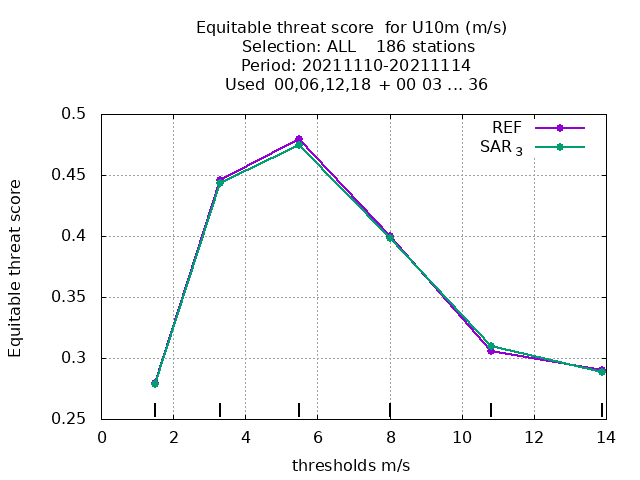 Equitable threat score for U10m (m/s)
Selection: ALL 186 stations
Period: 20211110-20211114
Used 00,06,12,18 + 00 03 ... 36
REF
SAR 3
0.5
0.45
0.4
0.35
0.3
0.25
Equitable threat score
0 2 4 6 8 10 12 14
thresholds m/s